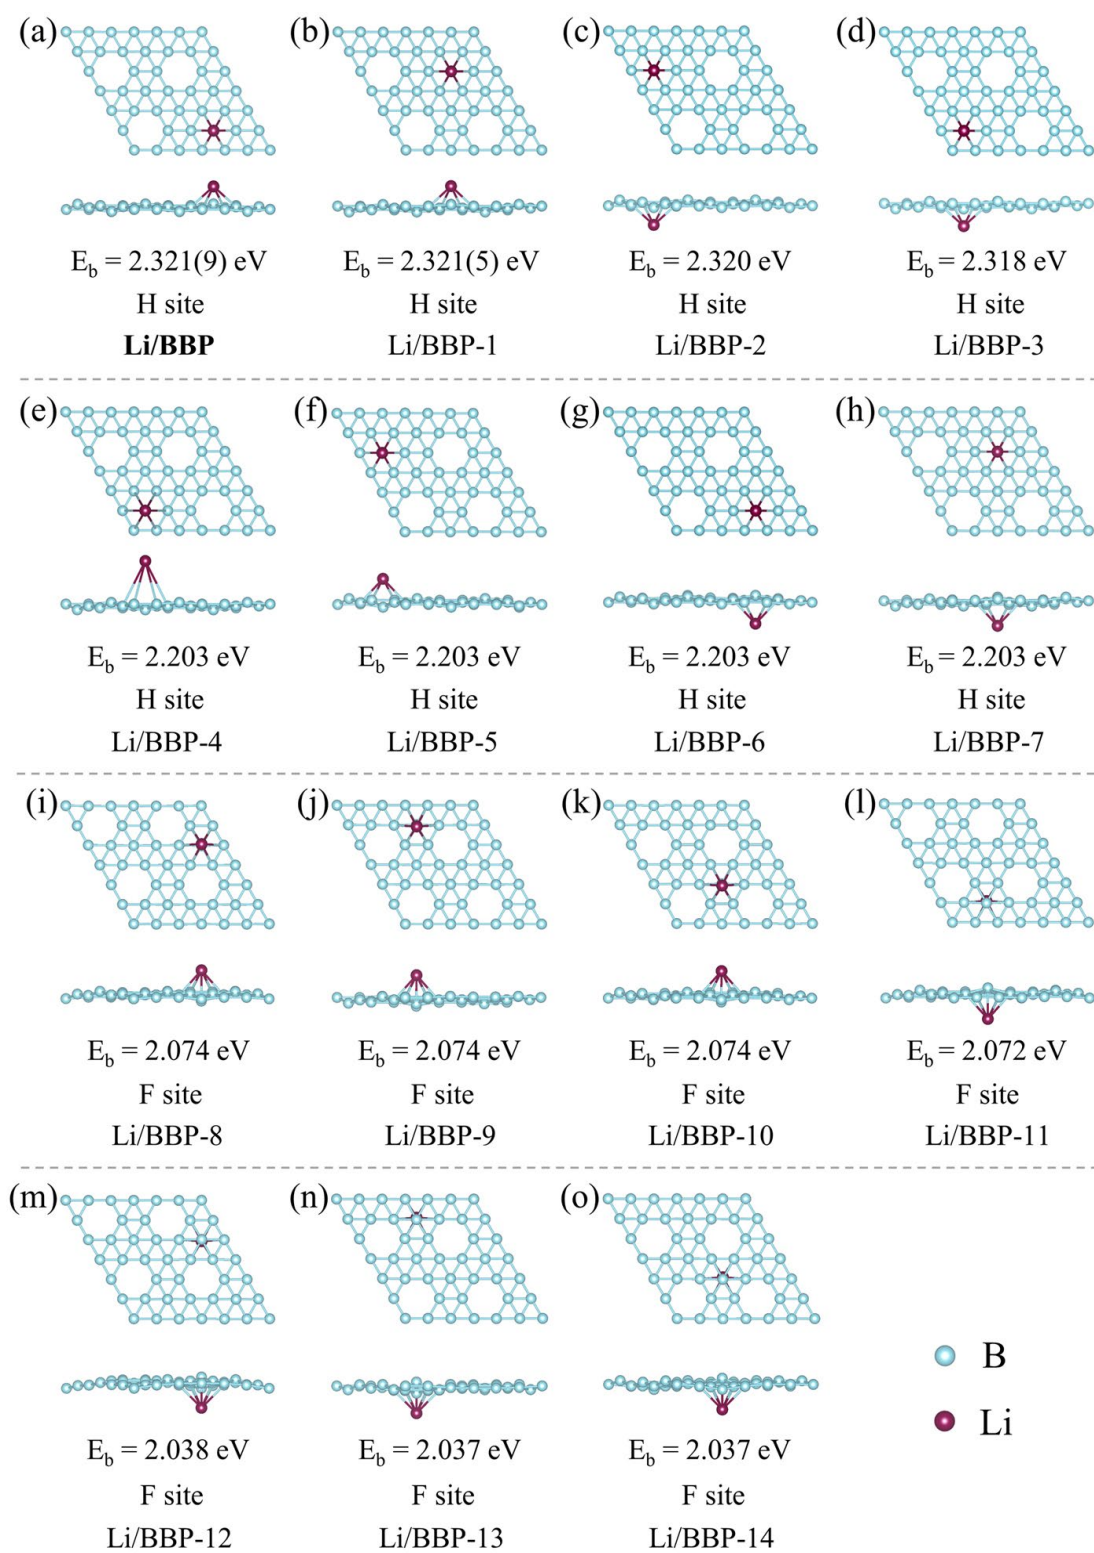 (a) (b) (c) (d)
E_b = 2.321(9) eV E_b = 2.321(5) eV E_b = 2.320 eV E_b = 2.318 eV
H site H site H site H site
Li/BBP Li/BBP-1 Li/BBP-2 Li/BBP-3
(e) (f) (g) (h)
E_b = 2.203 eV E_b = 2.203 eV E_b = 2.203 eV E_b = 2.203 eV
H site H site H site H site
Li/BBP-4 Li/BBP-5 Li/BBP-6 Li/BBP-7
(i) (j) (k) (l)
E_b = 2.074 eV E_b = 2.074 eV E_b = 2.074 eV E_b = 2.072 eV
F site F site F site F site
Li/BBP-8 Li/BBP-9 Li/BBP-10 Li/BBP-11
(m) (n) (o)
E_b = 2.038 eV E_b = 2.037 eV E_b = 2.037 eV
F site F site F site
Li/BBP-12 Li/BBP-13 Li/BBP-14
B
Li